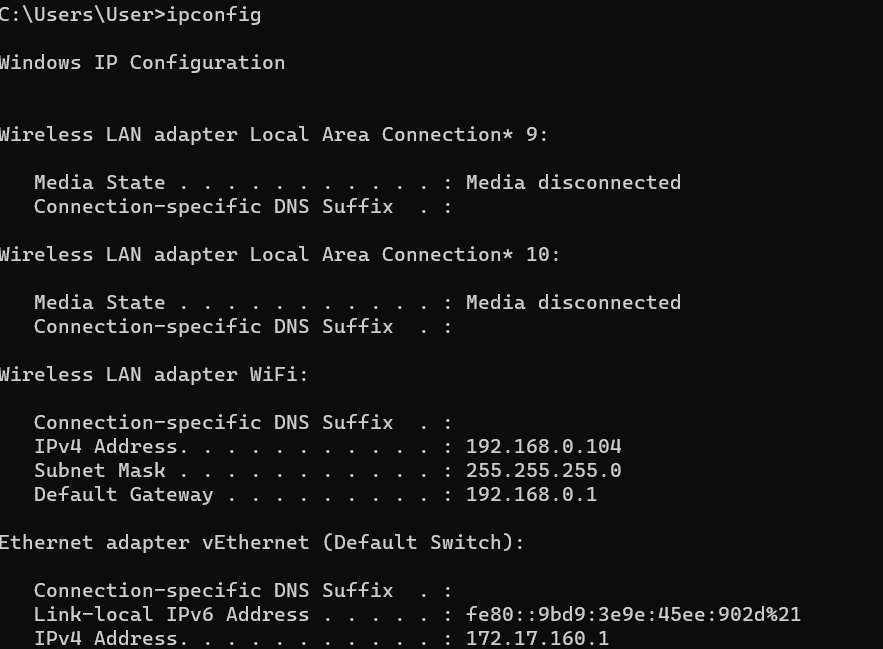 C:\Users\User>ipconfig
Windows IP Configuration
Wireless LAN adapter Local Area Connection* 9:
Media State . . . . . . . . . . . : Media disconnected
Connection-specific DNS Suffix  . :
Wireless LAN adapter Local Area Connection* 10:
Media State . . . . . . . . . . . : Media disconnected
Connection-specific DNS Suffix  . :
Wireless LAN adapter WiFi:
Connection-specific DNS Suffix  . :
IPv4 Address. . . . . . . . . . . : 192.168.0.104
Subnet Mask . . . . . . . . . . . : 255.255.255.0
Default Gateway . . . . . . . . . : 192.168.0.1
Ethernet adapter vEthernet (Default Switch):
Connection-specific DNS Suffix  . :
Link-local IPv6 Address . . . . . : fe80::9bd9:3e9e:45ee:902d%21
IPv4 Address. . . . . . . . . . . : 172.17.160.1